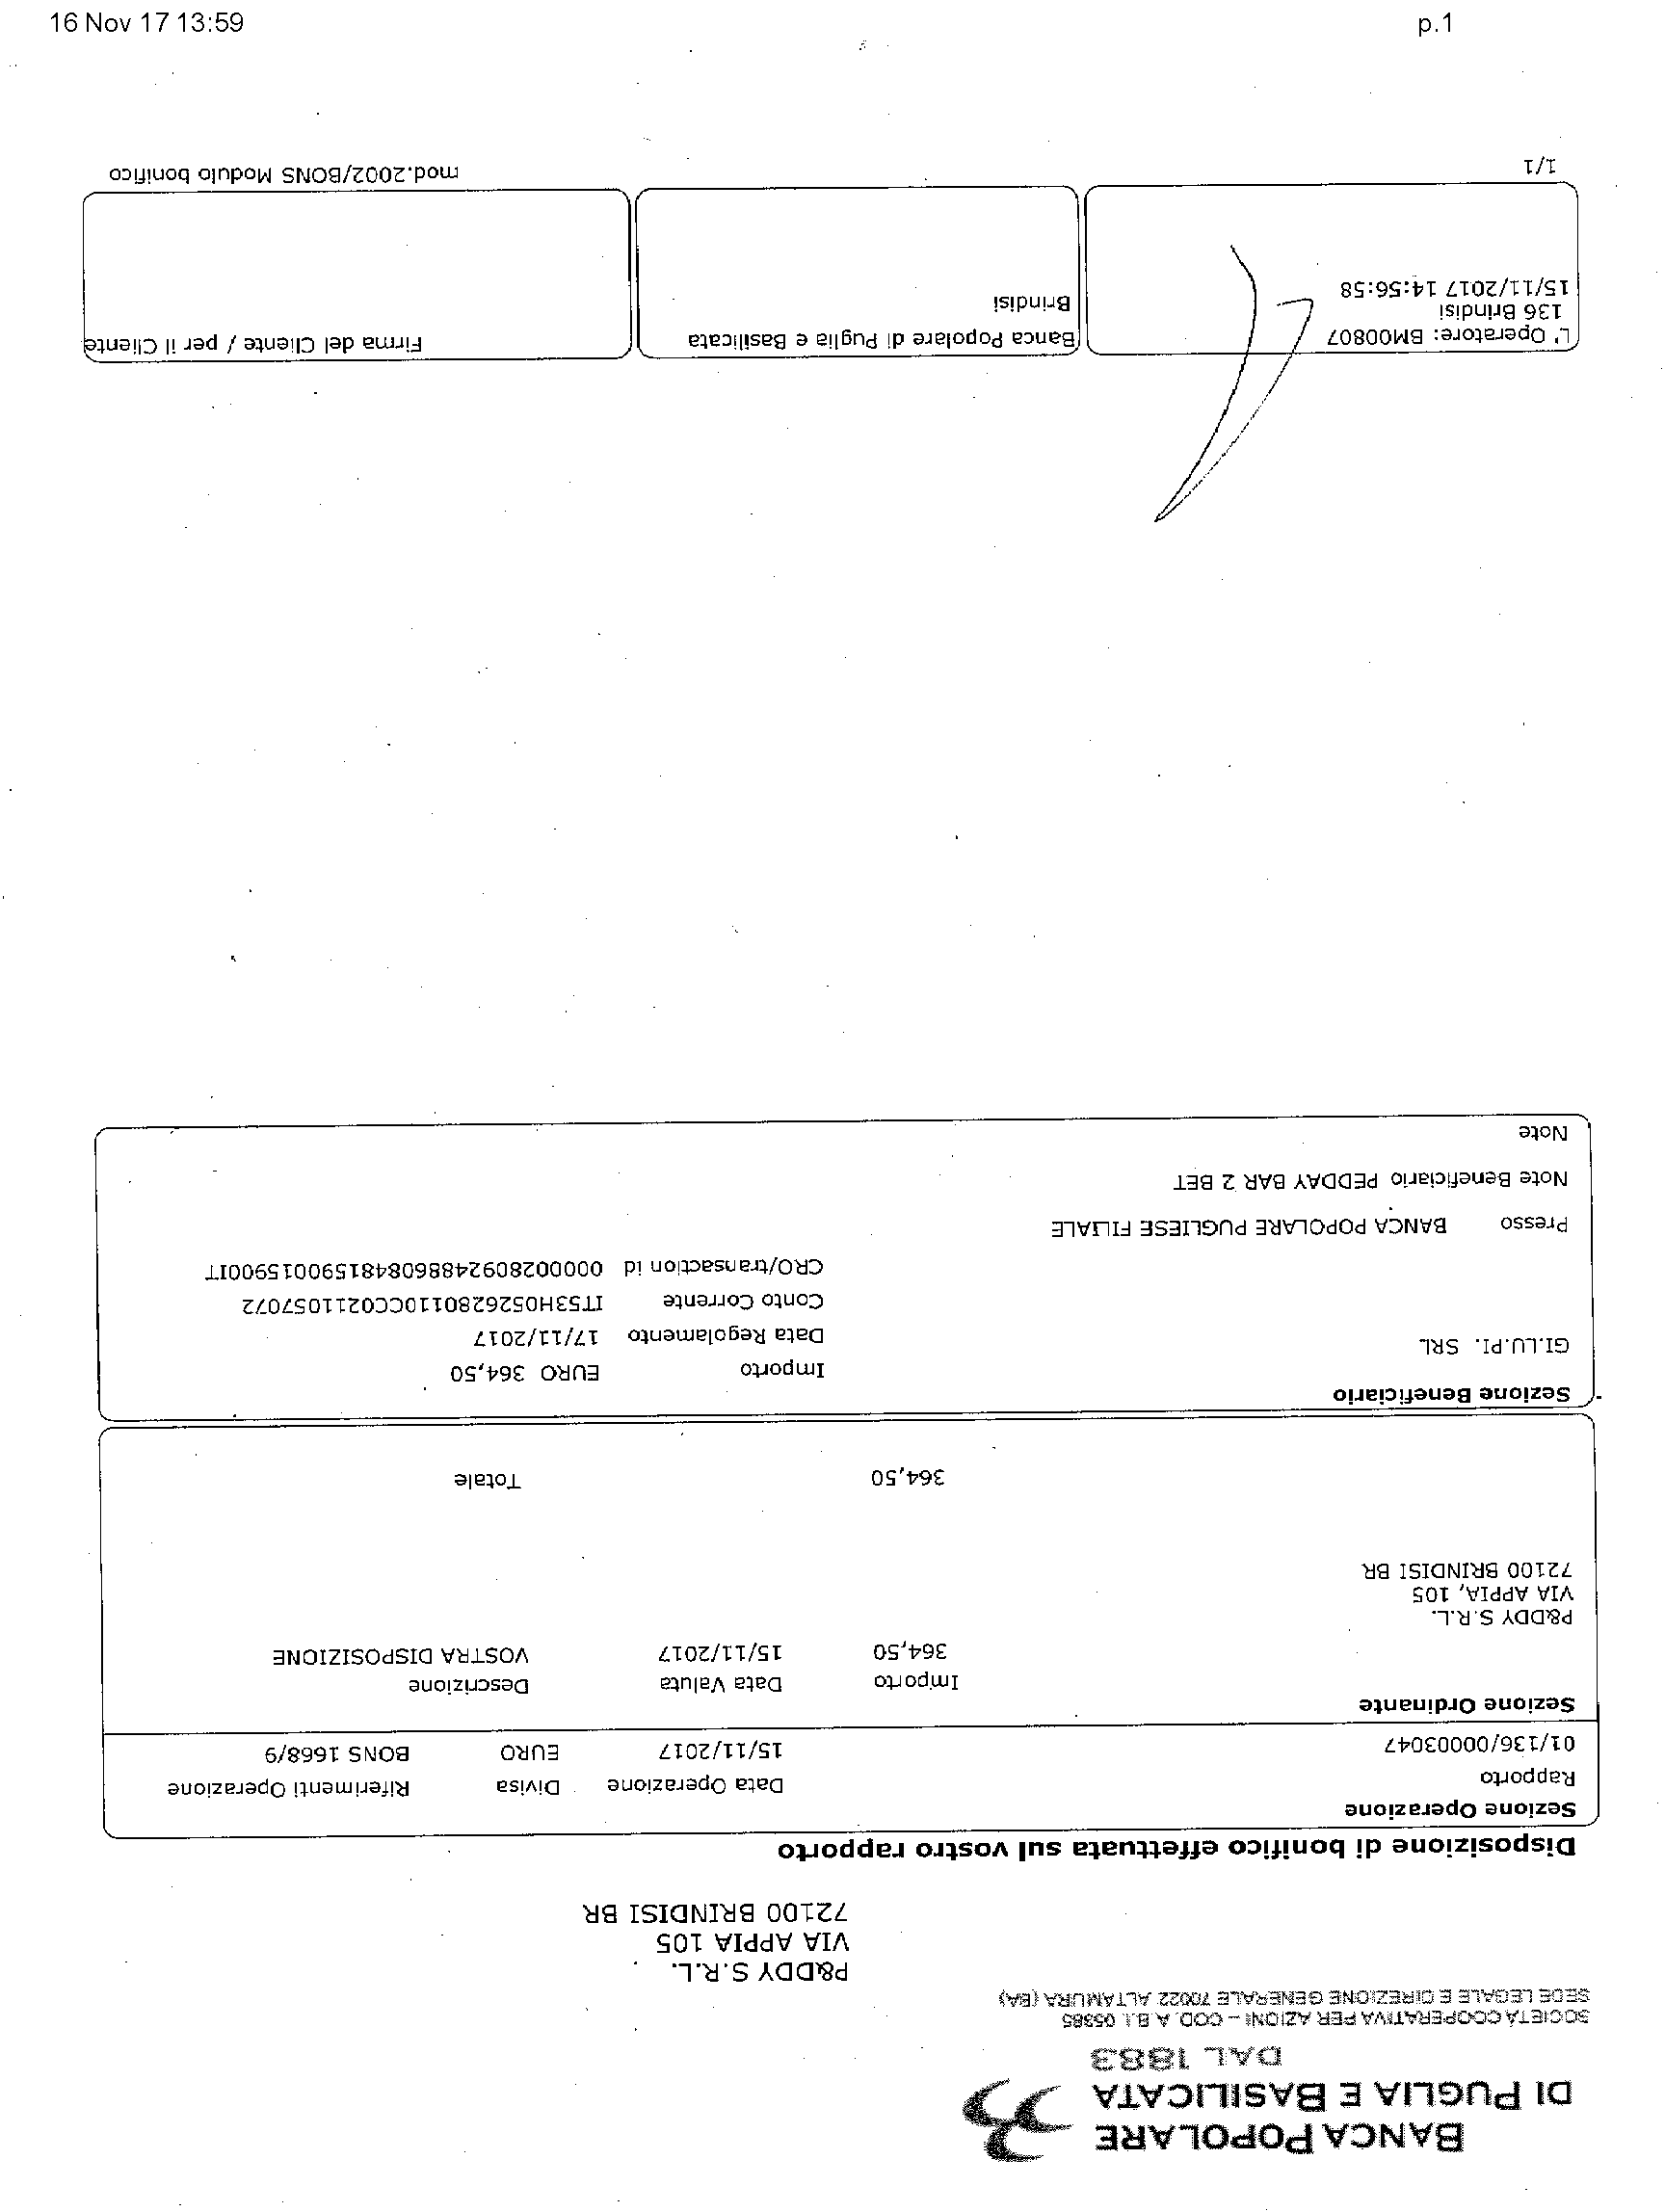 16 Nov 17 13:59 p.1
BANCA POPOLARE
DI PUGLIA E BASILICATA
DAL 1883
SOCIETÀ COOPERATIVA PER AZIONI - COD. A.B.I. 05385
SEDE LEGALE E DIREZIONE GENERALE 70022 ALTAMURA (BA)
P&DDY S.R.L.
VIA APPIA 105
72100 BRINDISI BR
Disposizione di bonifico effettuata sul vostro rapporto
Sezione Operazione
Rapporto Data Operazione Divisa Riferimenti Operazione
01/136/00003047 15/11/2017 EURO BONS 1668/9
Sezione Ordinante
Importo Data Valuta Descrizione
364,50 15/11/2017 VOSTRA DISPOSIZIONE
P&DDY S.R.L.
VIA APPIA, 105
72100 BRINDISI BR
364,50 Totale
Sezione Beneficiario
Importo EURO 364,50
GI.LU.PI. SRL
Data Regolamento 17/11/2017
Conto Corrente IT53H0526280110CC0211057072
CRO/transaction id 0000028092488608481590015900IT
Presso BANCA POPOLARE PUGLIESE FILIALE
Note Beneficiario PEDDAY BAR 2 BET
Note
L' Operatore: BM00807 Banca Popolare di Puglia e Basilicata Firma del Cliente / per il Cliente
136 Brindisi Brindisi
15/11/2017 14:56:58
1/1 mod.2002/BONS Modulo bonifico